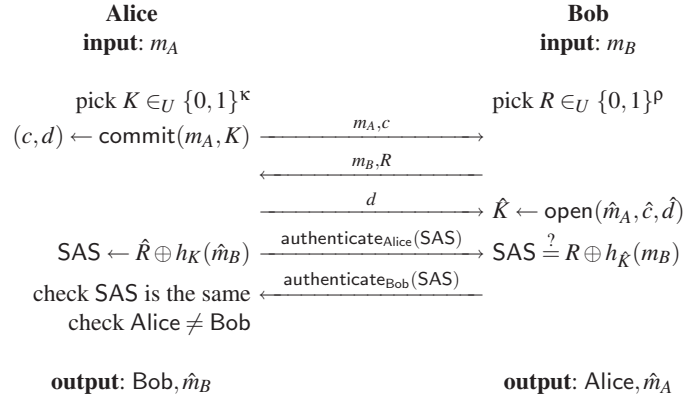 Alice Bob
input: m_A input: m_B
pick K ∈_U {0,1}^κ pick R ∈_U {0,1}^ρ
(c,d) ← commit(m_A,K) m_A,c
m_B,R
d K̂ ← open(m̂_A,ĉ,d̂)
SAS ← R̂ ⊕ h_K(m̂_B) authenticate_Alice(SAS) SAS ≟ R ⊕ h_K̂(m_B)
check SAS is the same authenticate_Bob(SAS)
check Alice ≠ Bob
output: Bob, m̂_B output: Alice, m̂_A